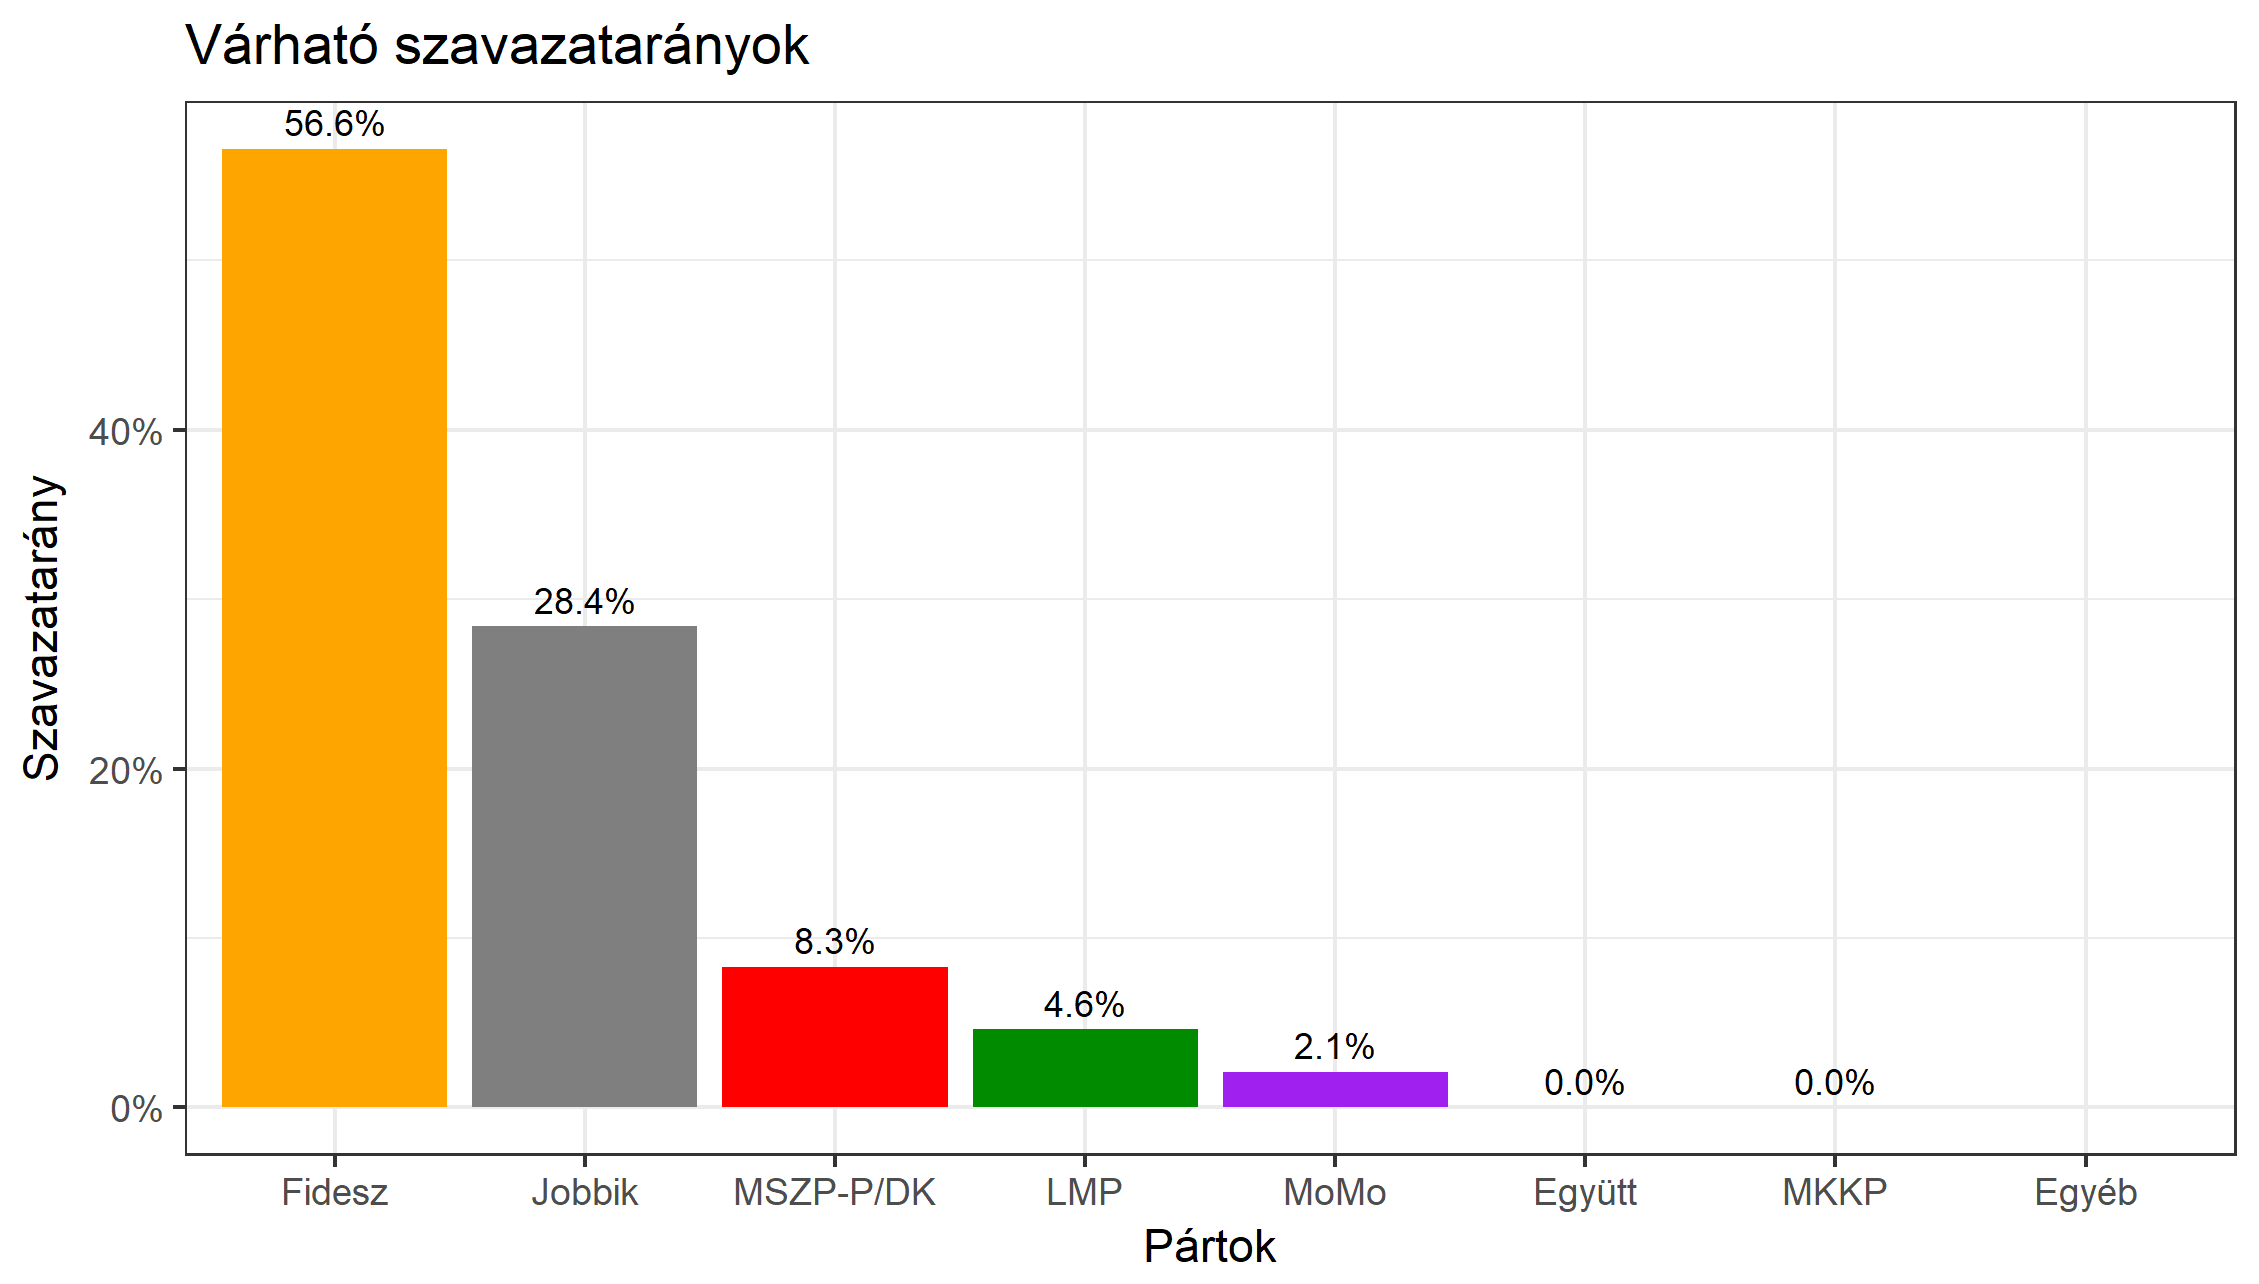 Várható szavazatarányok
56.6%
28.4%
8.3%
4.6%
2.1%
0.0%
0.0%
40%
20%
0%
Szavazatarány
Fidesz
Jobbik
MSZP-P/DK
LMP
MoMo
Együtt
MKKP
Egyéb
Pártok